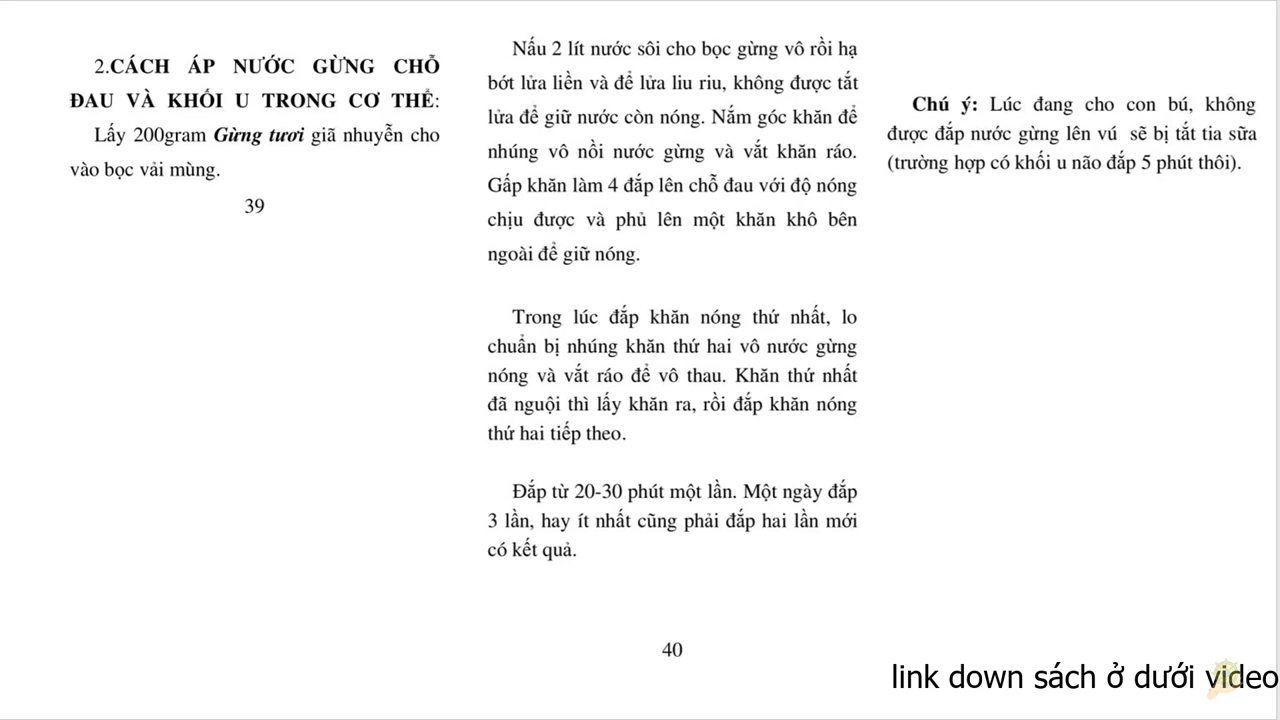 2.CÁCH ÁP NƯỚC GỪNG CHỖ
ĐAU VÀ KHỐI U TRONG CƠ THỂ:
Lấy 200gram Gừng tươi giã nhuyễn cho
vào bọc vải mùng.
39
Nấu 2 lít nước sôi cho bọc gừng vô rồi hạ
bớt lửa liền và để lửa liu riu, không được tắt
lửa để giữ nước còn nóng. Nắm góc khăn để
nhúng vô nồi nước gừng và vắt khăn ráo.
Gấp khăn làm 4 đắp lên chỗ đau với độ nóng
chịu được và phủ lên một khăn khô bên
ngoài để giữ nóng.
Trong lúc đắp khăn nóng thứ nhất, lo
chuẩn bị nhúng khăn thứ hai vô nước gừng
nóng và vắt ráo để vô thau. Khăn thứ nhất
đã nguội thì lấy khăn ra, rồi đắp khăn nóng
thứ hai tiếp theo.
Đắp từ 20-30 phút một lần. Một ngày đắp
3 lần, hay ít nhất cũng phải đắp hai lần mới
có kết quả.
40
Chú ý: Lúc đang cho con bú, không
được đắp nước gừng lên vú sẽ bị tắt tia sữa
(trường hợp có khối u não đắp 5 phút thôi).
link down sách ở dưới video